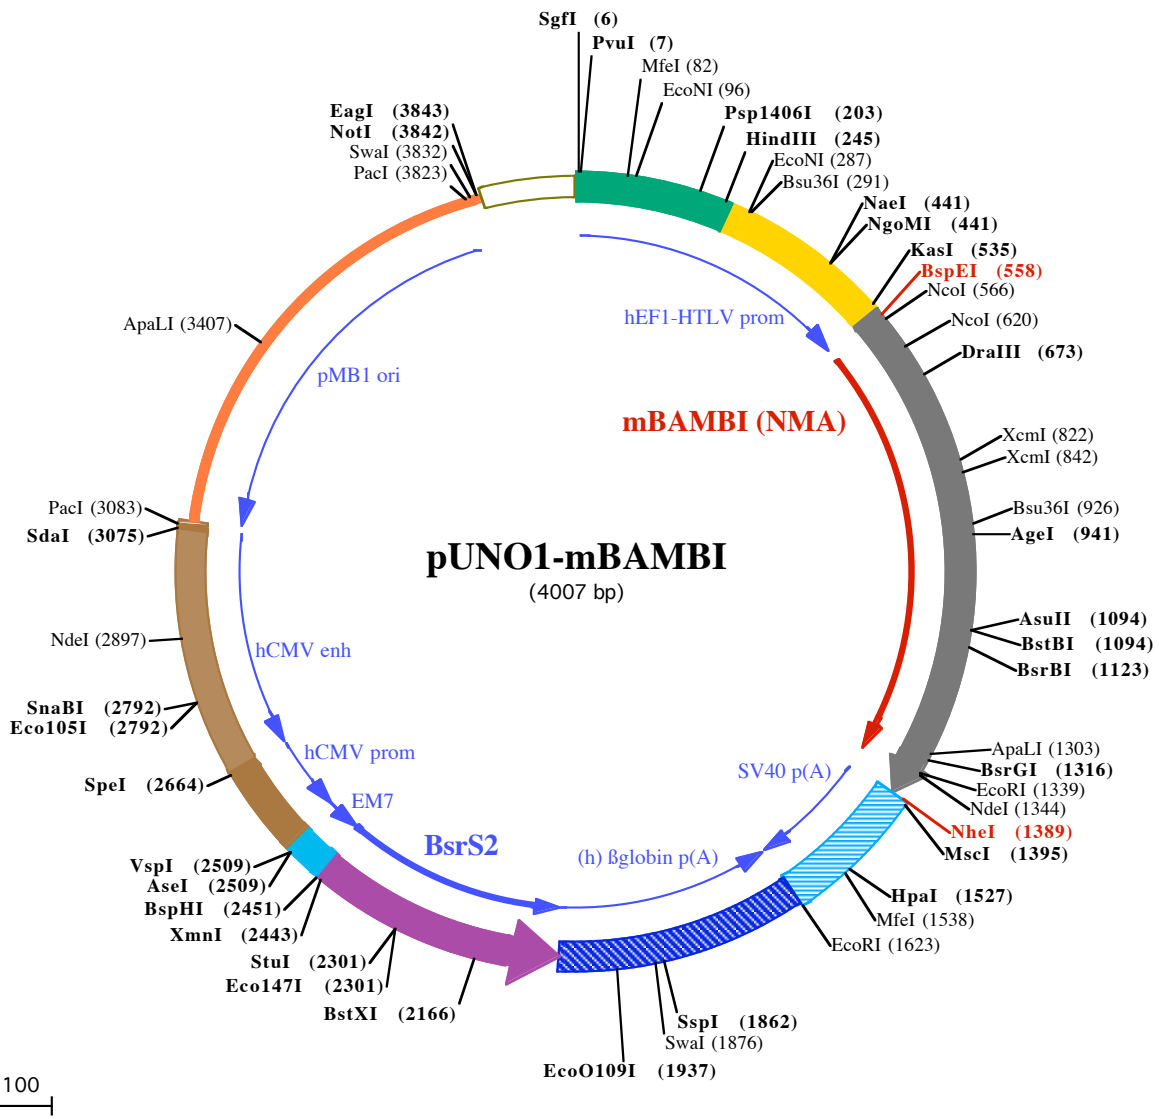 SgfI (6)
PvuI (7)
MfeI (82)
EcoNI (96)
Psp1406I (203)
HindIII (245)
EcoNI (287)
Bsu36I (291)
NaeI (441)
NgoMI (441)
KasI (535)
BspEI (558)
NcoI (566)
NcoI (620)
DraIII (673)
XcmI (822)
XcmI (842)
Bsu36I (926)
AgeI (941)
AsuII (1094)
BstBI (1094)
BsrBI (1123)
ApaLI (1303)
BsrGI (1316)
EcoRI (1339)
NdeI (1344)
NheI (1389)
MscI (1395)
HpaI (1527)
MfeI (1538)
EcoRI (1623)
SspI (1862)
SwaI (1876)
EcoO109I (1937)
BstXI (2166)
Eco147I (2301)
StuI (2301)
XmnI (2443)
BspHI (2451)
AseI (2509)
VspI (2509)
SpeI (2664)
Eco105I (2792)
SnaBI (2792)
NdeI (2897)
SdaI (3075)
PacI (3083)
ApaLI (3407)
PacI (3823)
SwaI (3832)
NotI (3842)
EagI (3843)
hEF1-HTLV prom
pMB1 ori
mBAMBI (NMA)
pUNO1-mBAMBI
(4007 bp)
hCMV enh
hCMV prom
EM7
BsrS2
(h) ßglobin p(A)
SV40 p(A)
100